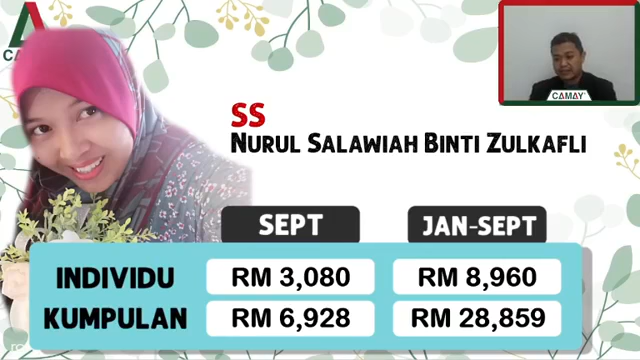 CAMAY
SS
NURUL SALAWIAH BINTI ZULKAFLI
SEPT
JAN-SEPT
INDIVIDU
RM 3,080
RM 8,960
KUMPULAN
RM 6,928
RM 28,859